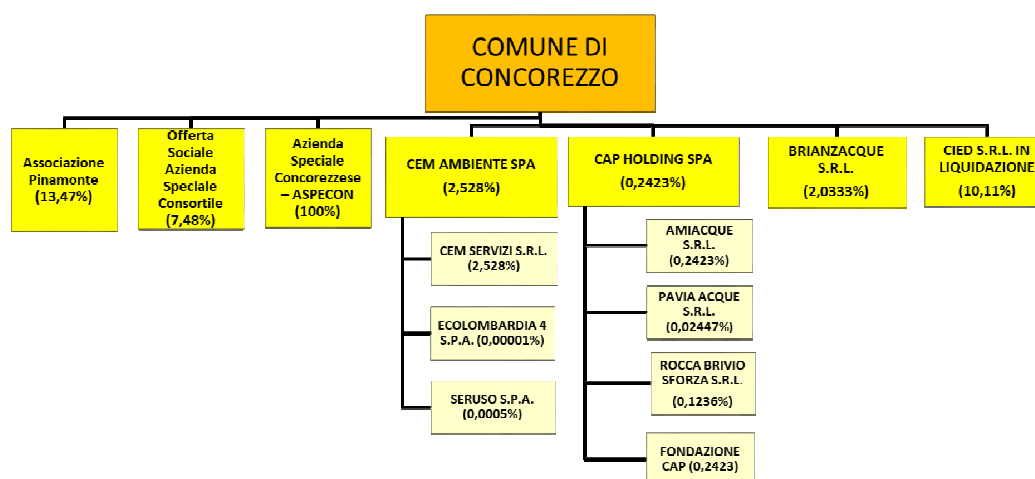 COMUNE DI
CONCOREZZO
Associazione
Pinamonte
(13,47%)
Offerta
Sociale
Azienda
Speciale
Consortile
(7,48%)
Azienda
Speciale
Concorezzese
– ASPECON
(100%)
CEM AMBIENTE SPA
(2,528%)
CAP HOLDING SPA
(0,2423%)
BRIANZACQUE
S.R.L.
(2,0333%)
CIED S.R.L. IN
LIQUIDAZIONE
(10,11%)
CEM SERVIZI S.R.L.
(2,528%)
ECOLOMBARDIA 4
S.P.A. (0,00001%)
SERUSO S.P.A.
(0,0005%)
AMIACQUE
S.R.L.
(0,2423%)
PAVIA ACQUE
S.R.L.
(0,02447%)
ROCCA BRIVIO
SFORZA S.R.L.
(0,1236%)
FONDAZIONE
CAP (0,2423)